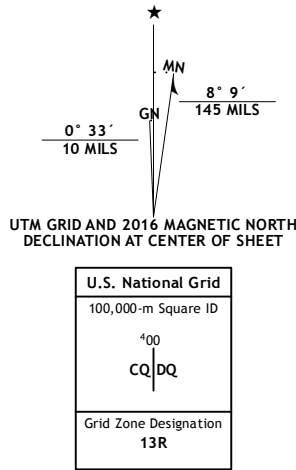 MN
GN
8° 9´
145 MILS
0° 33´
10 MILS
UTM GRID AND 2016 MAGNETIC NORTH
DECLINATION AT CENTER OF SHEET
U.S. National Grid
100,000-m Square ID
⁴00
CQ DQ
Grid Zone Designation
13R